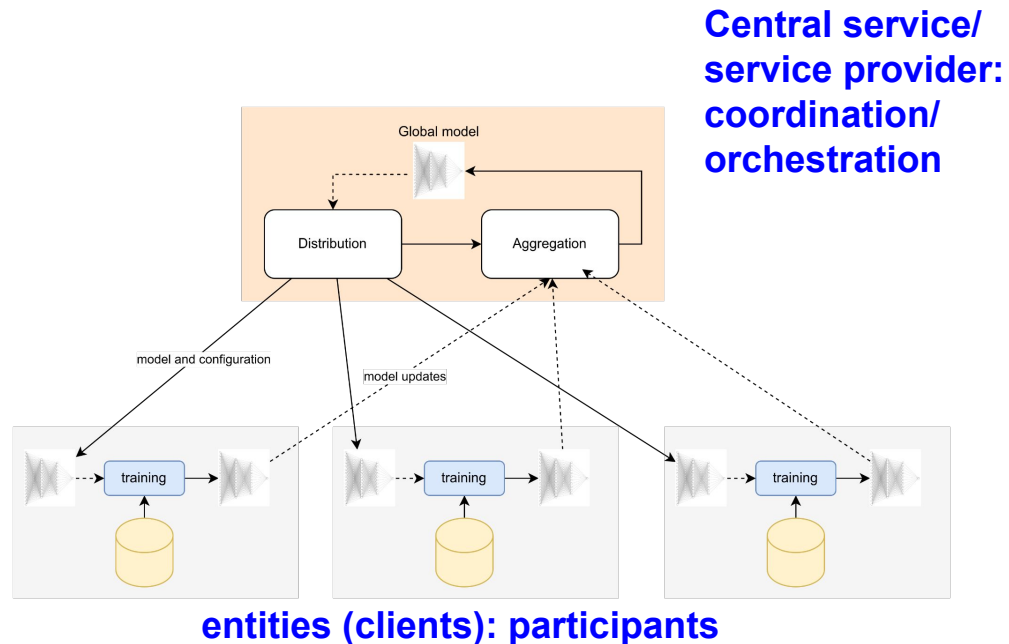 Central service/
service provider:
coordination/
orchestration
Global model
Distribution
Aggregation
model and configuration
model updates
training
training
training
entities (clients): participants